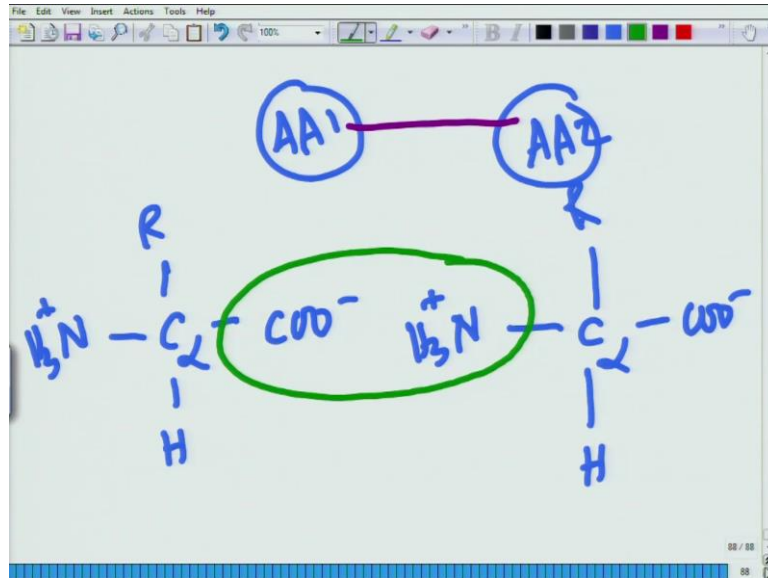 File Edit View Insert Actions Tools Help
100%
B I
AA1 AA2
R R
H₃N⁺ — Cα — COO⁻ H₃N⁺ — Cα — COO⁻
H H
88 / 88
88